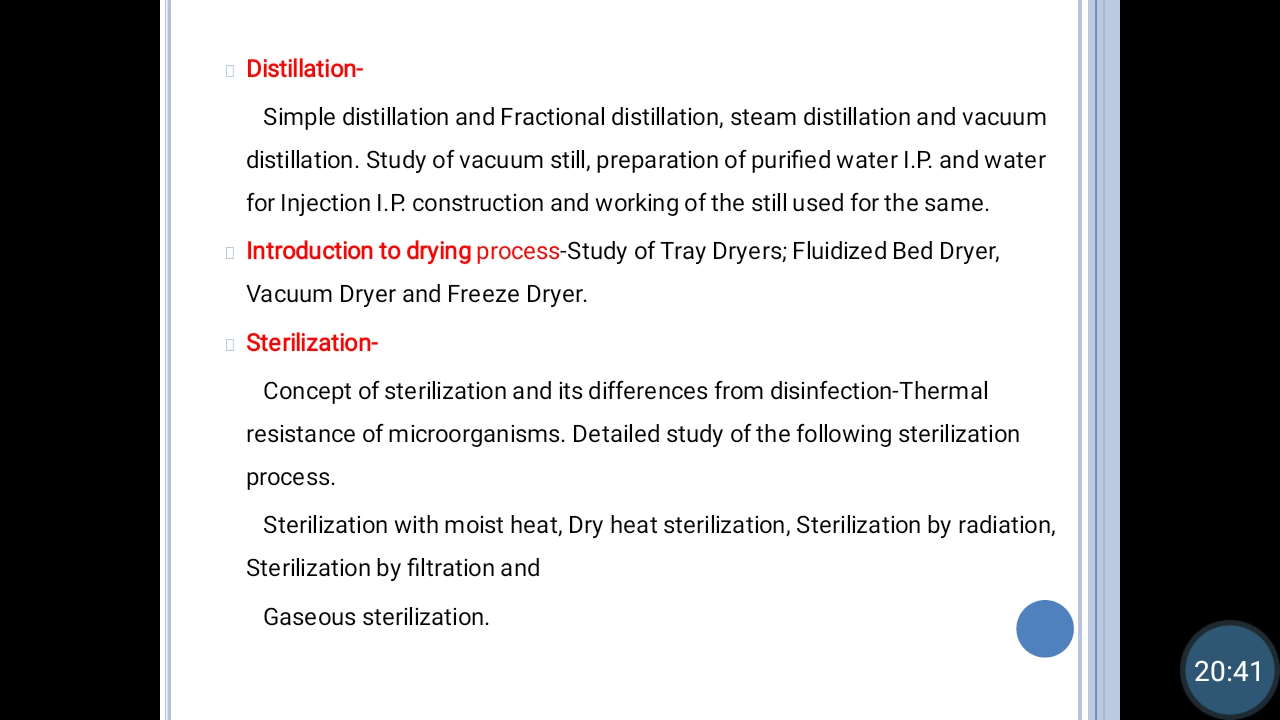 Distillation-
Simple distillation and Fractional distillation, steam distillation and vacuum
distillation. Study of vacuum still, preparation of purified water I.P. and water
for Injection I.P. construction and working of the still used for the same.
Introduction to drying process-Study of Tray Dryers; Fluidized Bed Dryer,
Vacuum Dryer and Freeze Dryer.
Sterilization-
Concept of sterilization and its differences from disinfection-Thermal
resistance of microorganisms. Detailed study of the following sterilization
process.
Sterilization with moist heat, Dry heat sterilization, Sterilization by radiation,
Sterilization by filtration and
Gaseous sterilization.
20:41